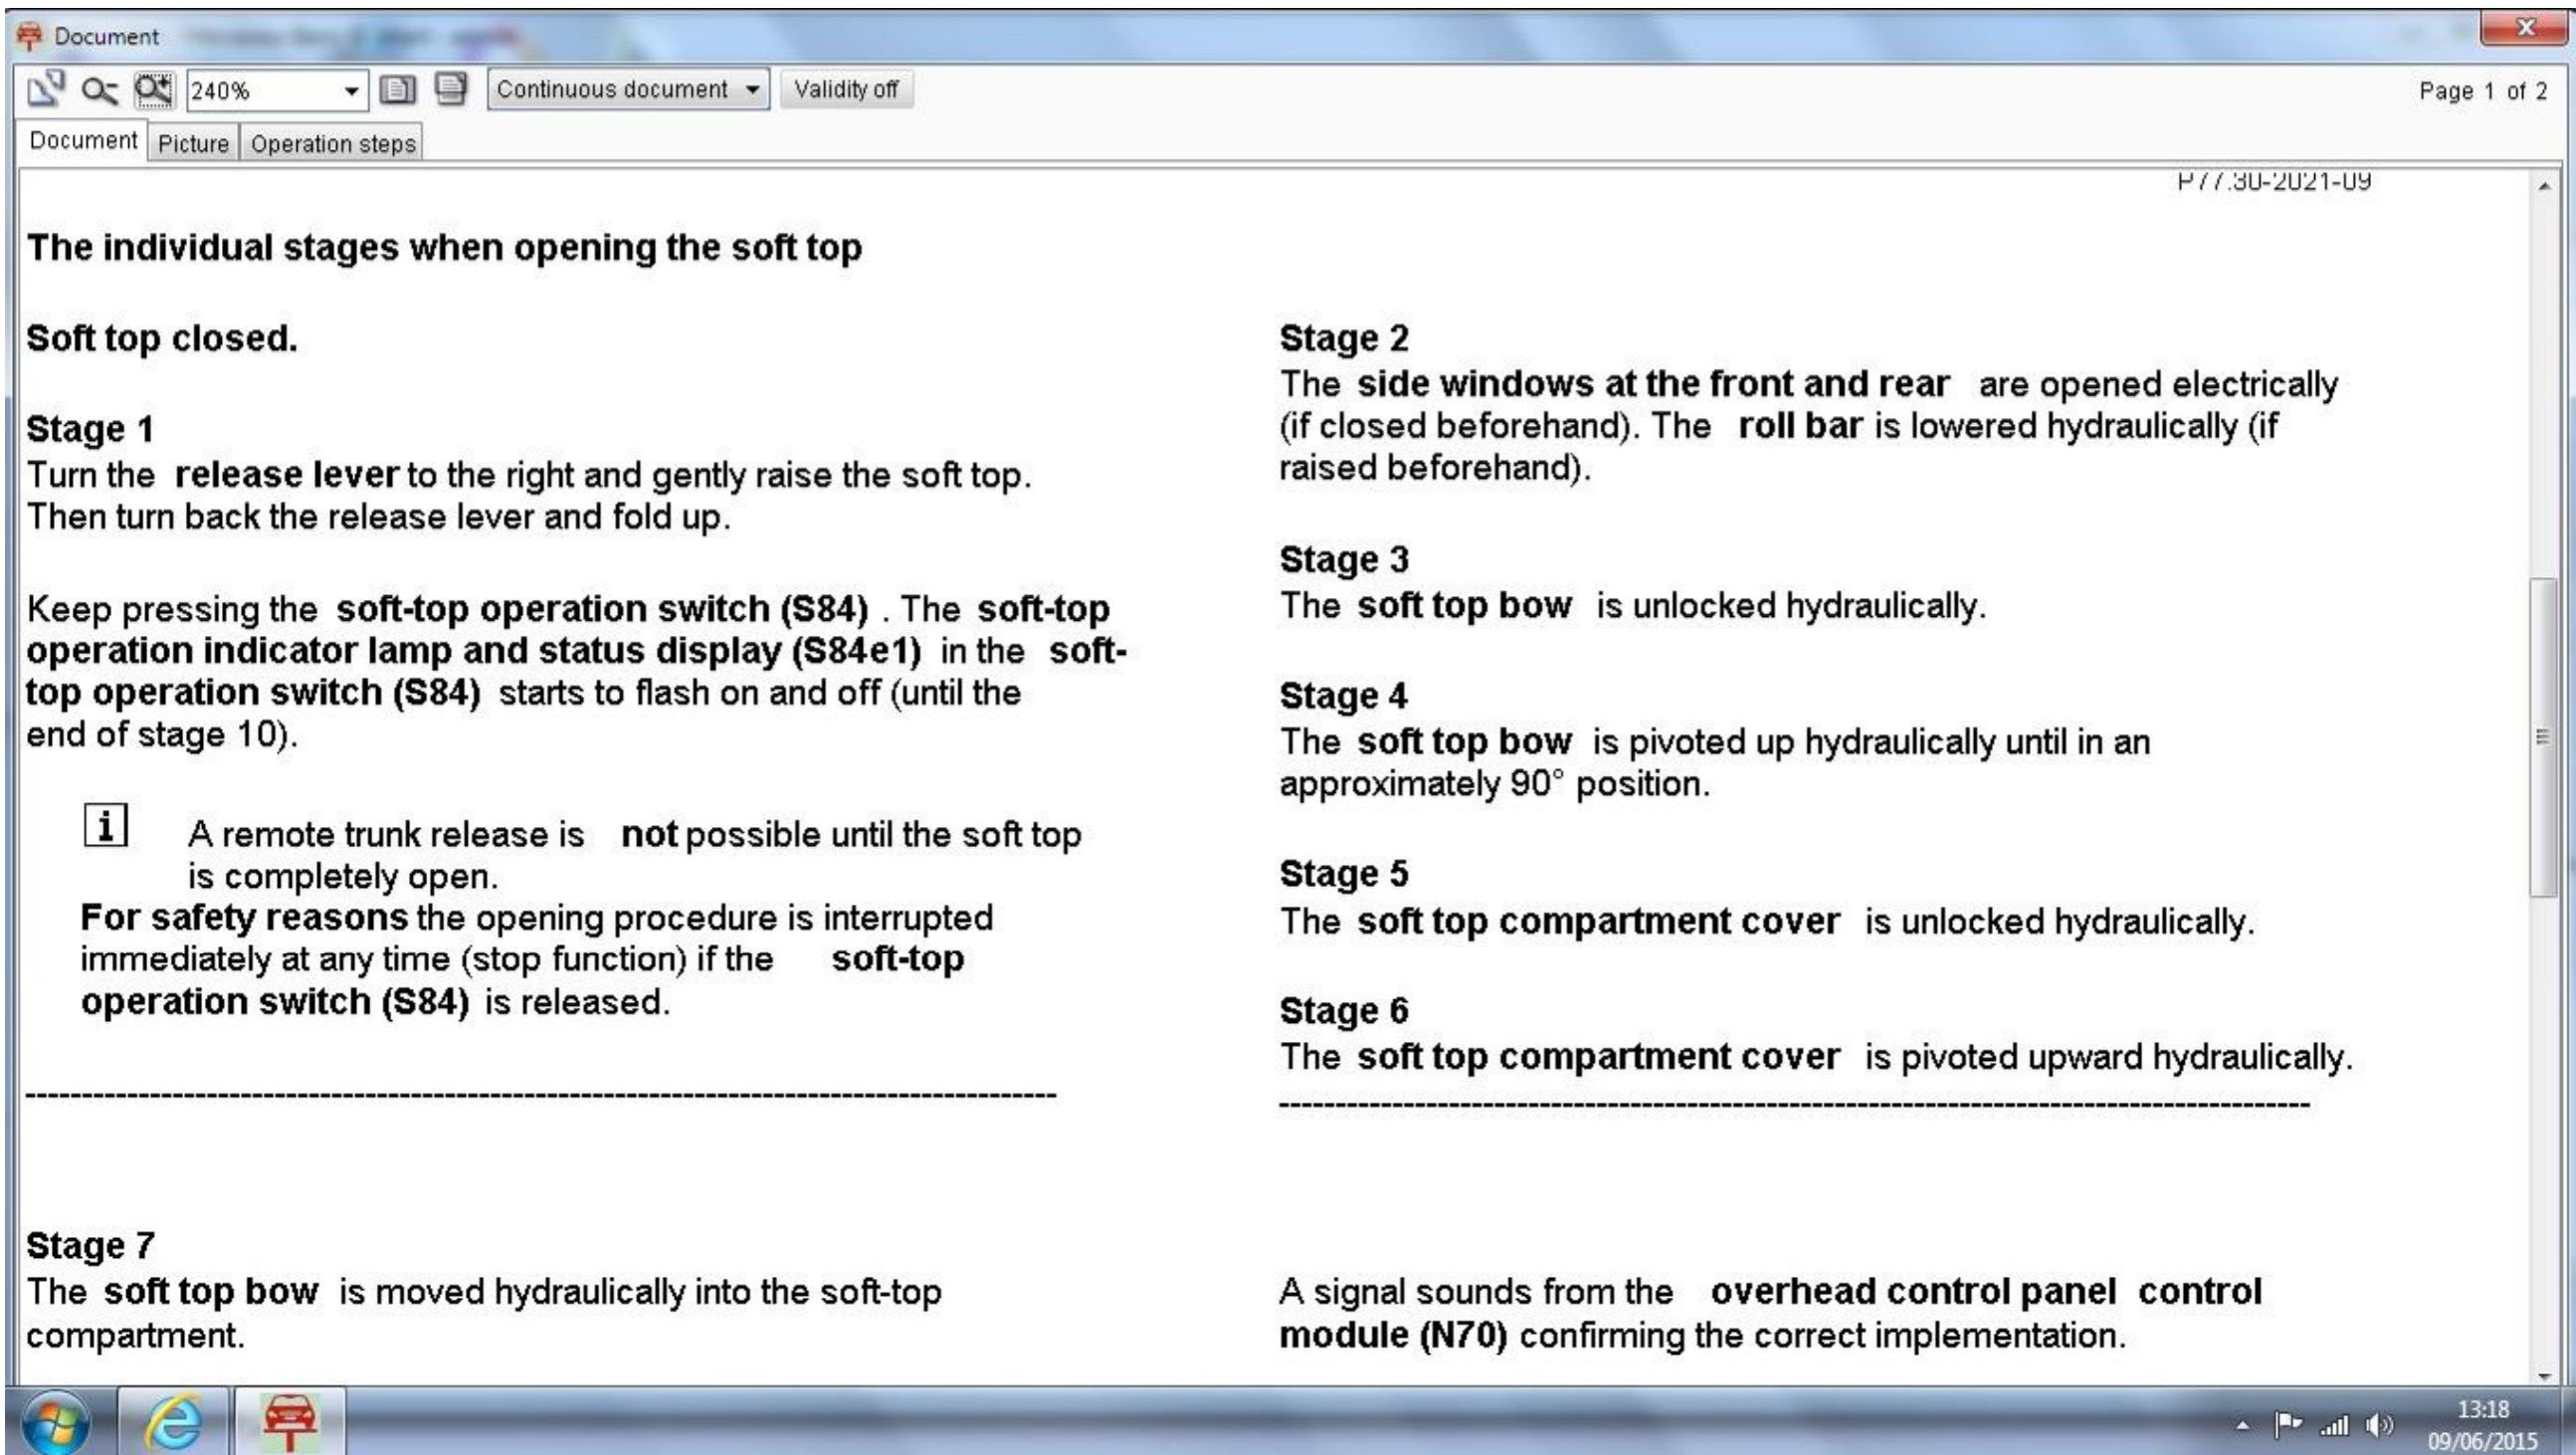 Document
240%
Continuous document
Validity off
Page 1 of 2
Document
Picture
Operation steps
P77.30-2021-09
The individual stages when opening the soft top
Soft top closed.
Stage 1
Turn the release lever to the right and gently raise the soft top.
Then turn back the release lever and fold up.
Keep pressing the soft-top operation switch (S84) . The soft-top
operation indicator lamp and status display (S84e1) in the soft-
top operation switch (S84) starts to flash on and off (until the
end of stage 10).
i A remote trunk release is not possible until the soft top
is completely open.
For safety reasons the opening procedure is interrupted
immediately at any time (stop function) if the soft-top
operation switch (S84) is released.
Stage 2
The side windows at the front and rear are opened electrically
(if closed beforehand). The roll bar is lowered hydraulically (if
raised beforehand).
Stage 3
The soft top bow is unlocked hydraulically.
Stage 4
The soft top bow is pivoted up hydraulically until in an
approximately 90° position.
Stage 5
The soft top compartment cover is unlocked hydraulically.
Stage 6
The soft top compartment cover is pivoted upward hydraulically.
Stage 7
The soft top bow is moved hydraulically into the soft-top
compartment.
A signal sounds from the overhead control panel control
module (N70) confirming the correct implementation.
13:18
09/06/2015